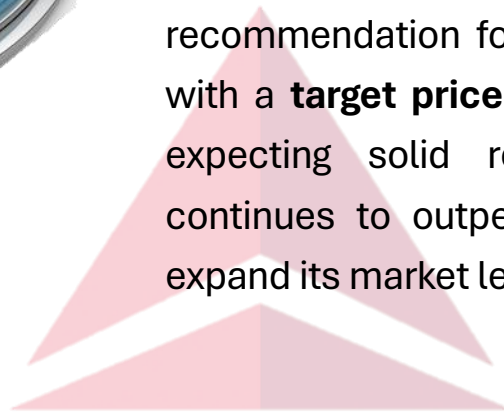 recommendation fo
with a target price
expecting solid r
continues to outpe
expand its market le